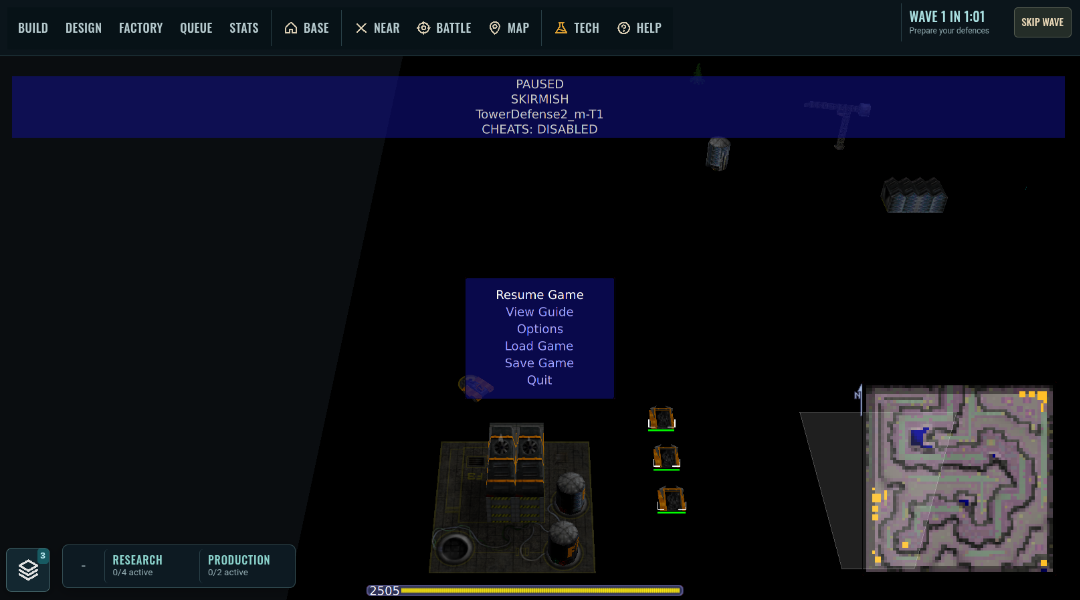 BUILD DESIGN FACTORY QUEUE STATS BASE NEAR BATTLE MAP TECH HELP
WAVE 1 IN 1:01
Prepare your defences
SKIP WAVE
PAUSED
SKIRMISH
TowerDefense2_m-T1
CHEATS: DISABLED
Resume Game
View Guide
Options
Load Game
Save Game
Quit
N
3
-
RESEARCH
0/4 active
PRODUCTION
0/2 active
2505